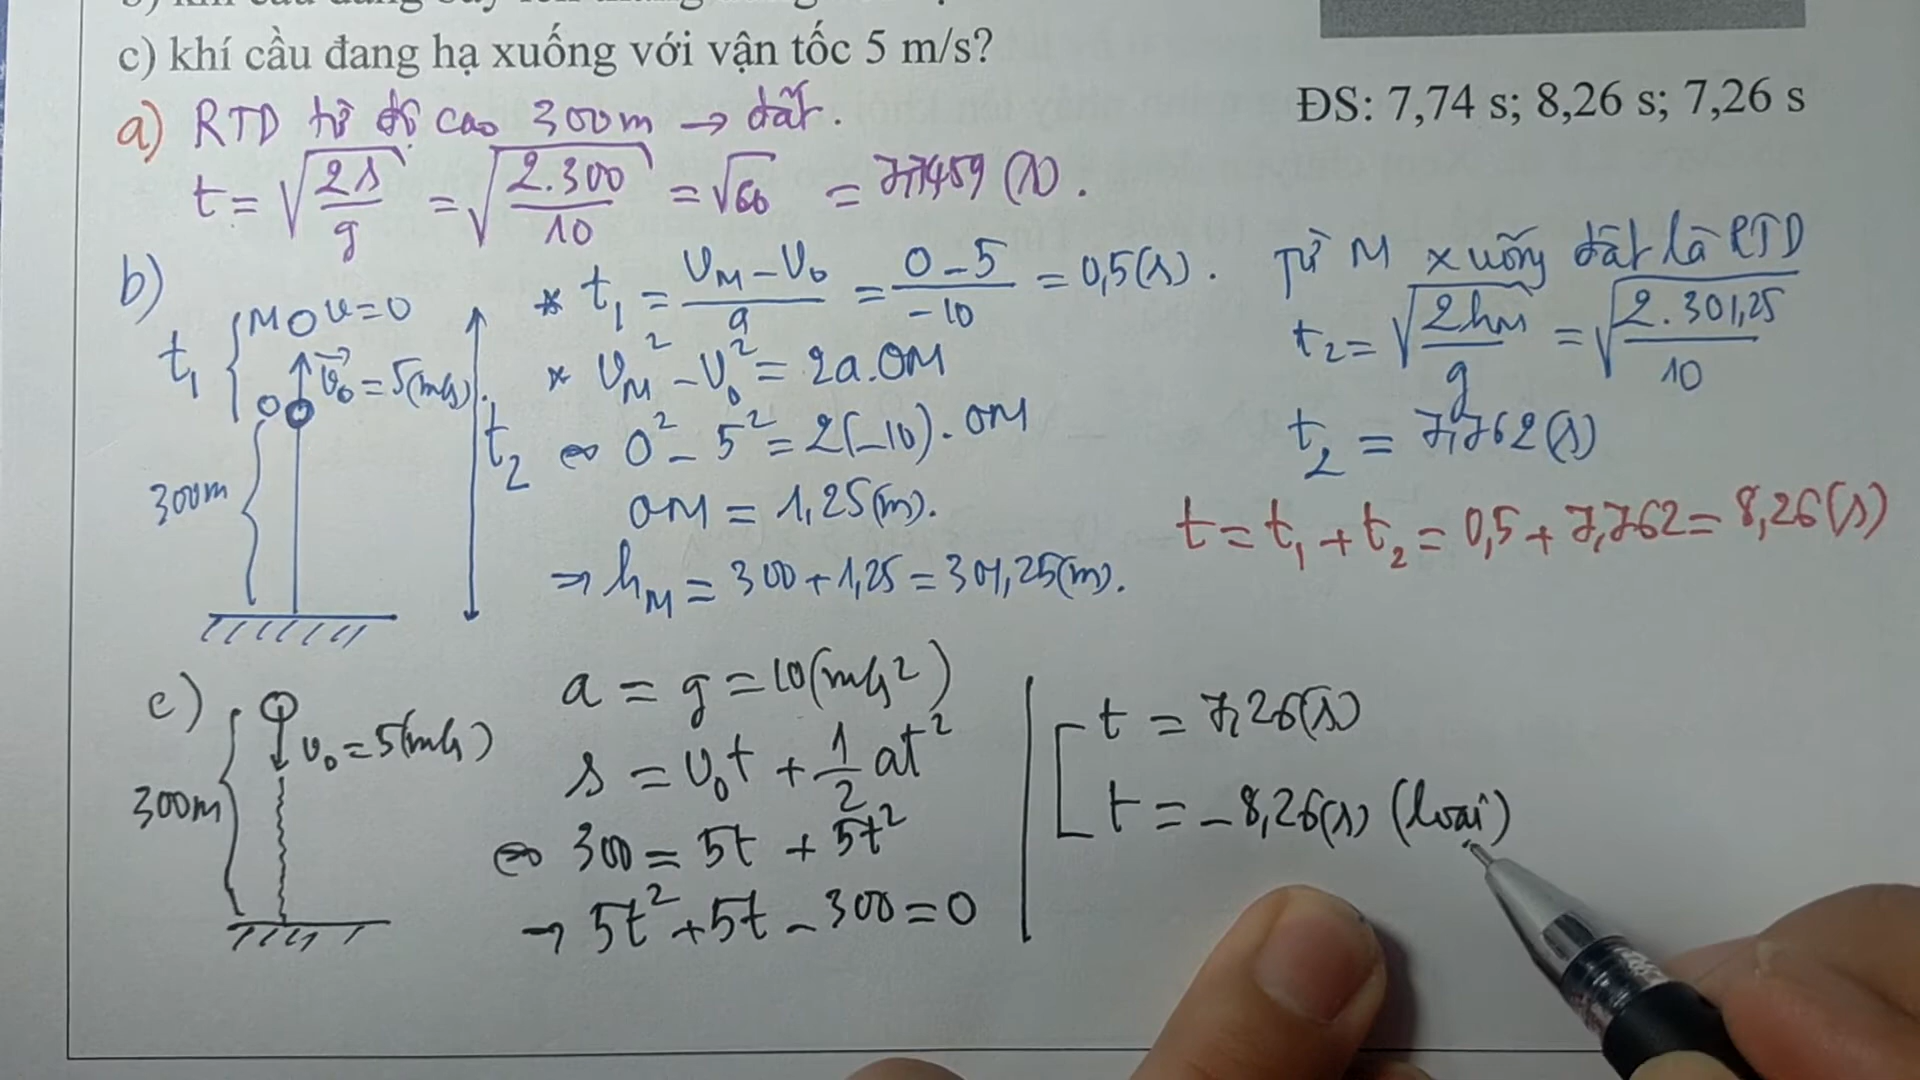 c) khí cầu đang hạ xuống với vận tốc 5 m/s?
ĐS: 7,74 s; 8,26 s; 7,26 s
a) RTD từ độ cao 300m → đất.
t = √(2s/g) = √(2.300/10) = √60 = 7,7459 (s).
b)
t₁ { M O v=0
O v⃗₀ = 5(m/s).
300m
t₂
* t₁ = (v_M − v₀)/a = (0 − 5)/(−10) = 0,5(s).
* v_M² − v₀² = 2a.OM
⇔ 0² − 5² = 2(−10).OM
OM = 1,25(m).
⇒ h_M = 300 + 1,25 = 301,25(m).
Từ M xuống đất là RTD
t₂ = √(2h_M/g) = √(2.301,25/10)
t₂ = 7,762(s)
t = t₁ + t₂ = 0,5 + 7,762 = 8,26(s)
c)
v₀ = 5(m/s)
300m
a = g = 10(m/s²)
s = v₀t + 1/2 at²
⇔ 300 = 5t + 5t²
→ 5t² + 5t − 300 = 0
[ t = 7,26(s)
t = −8,26(s) (loại)